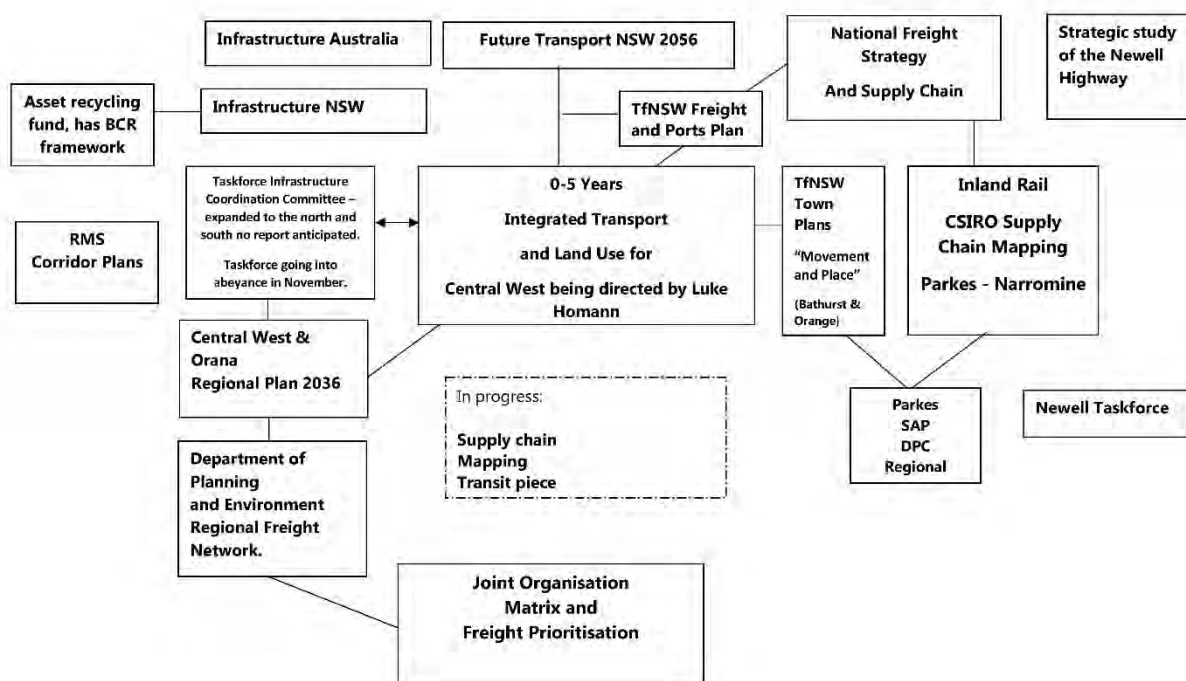 Infrastructure Australia
Future Transport NSW 2056
National Freight
Strategy
And Supply Chain
Strategic study
of the Newell
Highway
Asset recycling
fund, has BCR
framework
Infrastructure NSW
TfNSW Freight
and Ports Plan
Taskforce Infrastructure
Coordination Committee –
expanded to the north and
south no report anticipated.
Taskforce going into
abeyance in November.
0-5 Years
Integrated Transport
and Land Use for
Central West being directed by Luke
Homann
TfNSW
Town
Plans
“Movement
and Place”
(Bathurst &
Orange)
Inland Rail
CSIRO Supply
Chain Mapping
Parkes - Narromine
RMS
Corridor Plans
Central West &
Orana
Regional Plan 2036
In progress:
Supply chain
Mapping
Transit piece
Parkes
SAP
DPC
Regional
Newell Taskforce
Department of
Planning
and Environment
Regional Freight
Network.
Joint Organisation
Matrix and
Freight Prioritisation